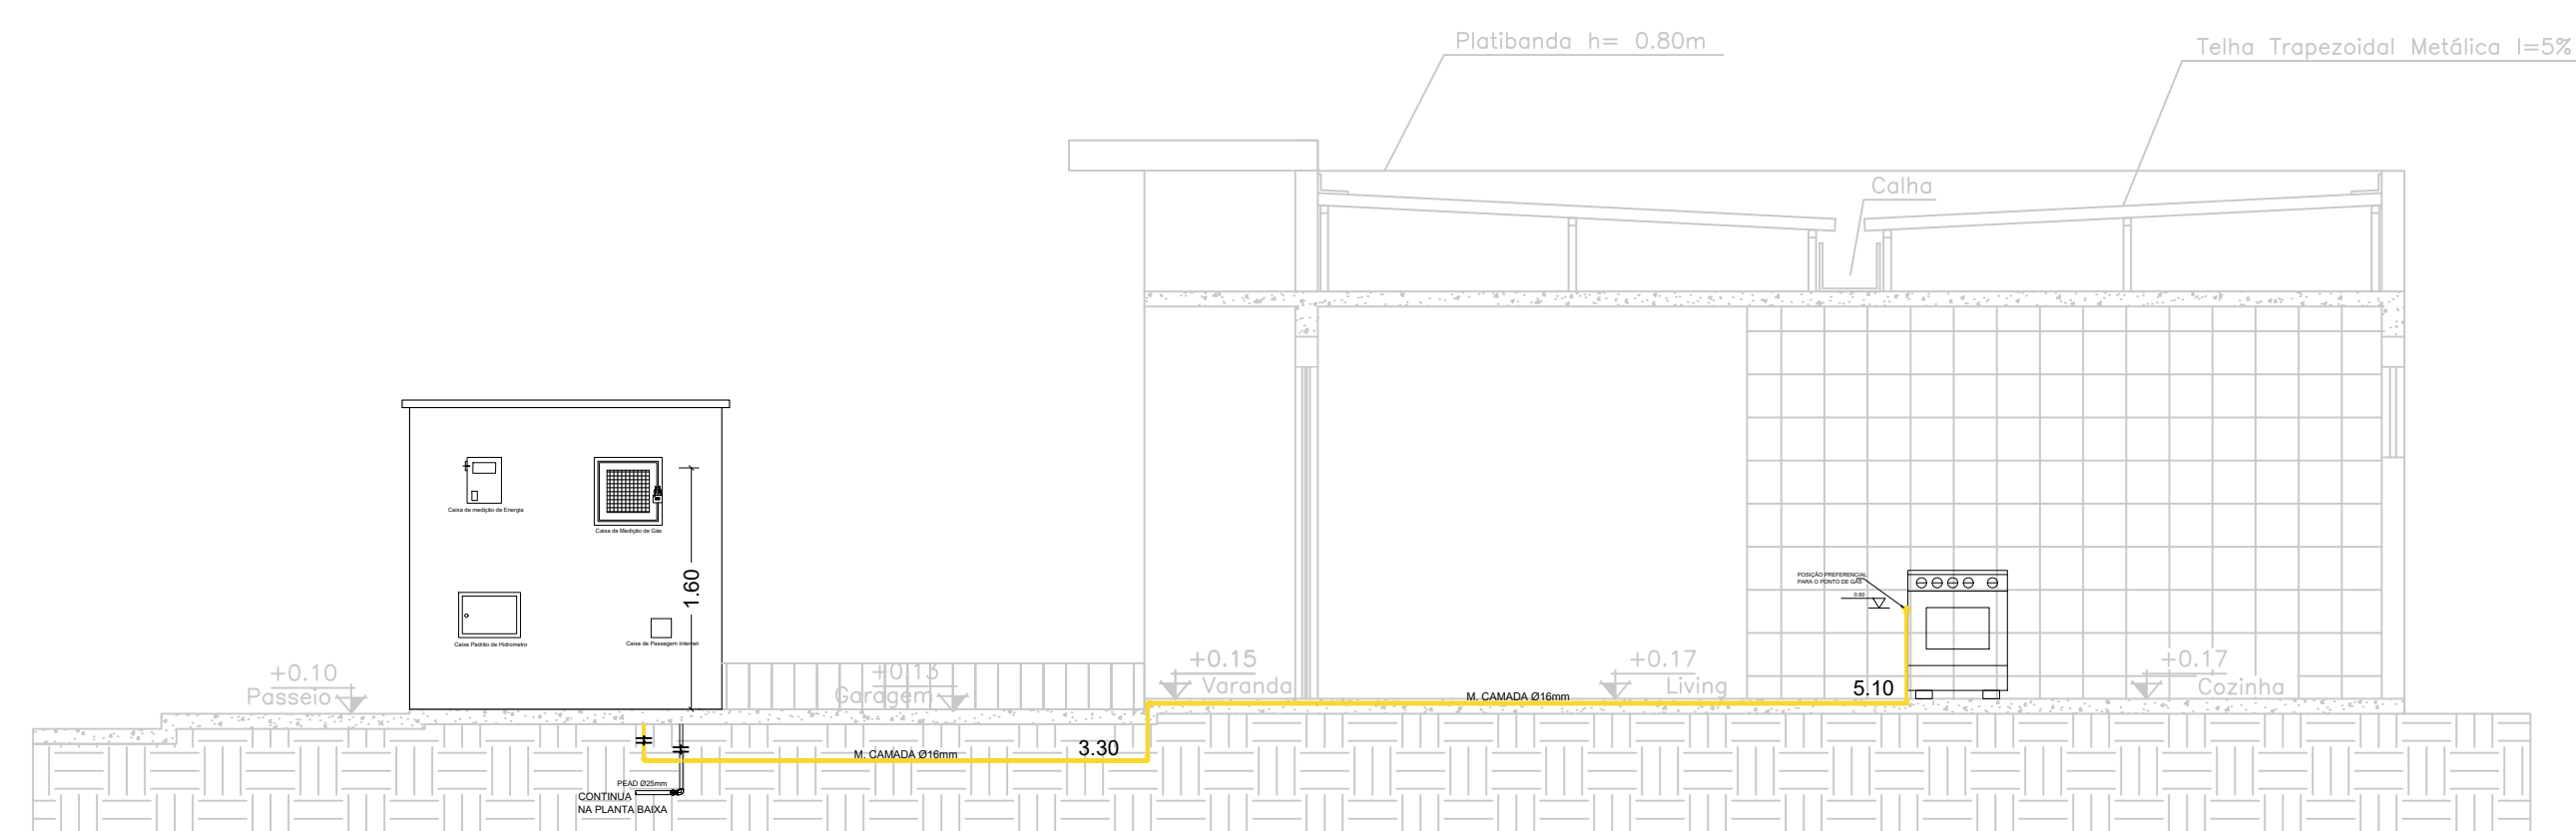 Platibanda h= 0.80m
Telha Trapezoidal Metálica I=5%
Calha
Caixa de medição de Energia
Caixa de Medição de Gás
1.60
Caixa Padrão de Hidrometro
Caixa de Passagem Internet
POSIÇÃO PREFERENCIAL
PARA O PONTO DE GÁS
0.60
+0.10
Passeio
+0.13
Garagem
+0.15
Varanda
+0.17
Living
+0.17
Cozinha
M. CAMADA Ø16mm
5.10
M. CAMADA Ø16mm
3.30
PEAD Ø25mm
CONTINUA
NA PLANTA BAIXA